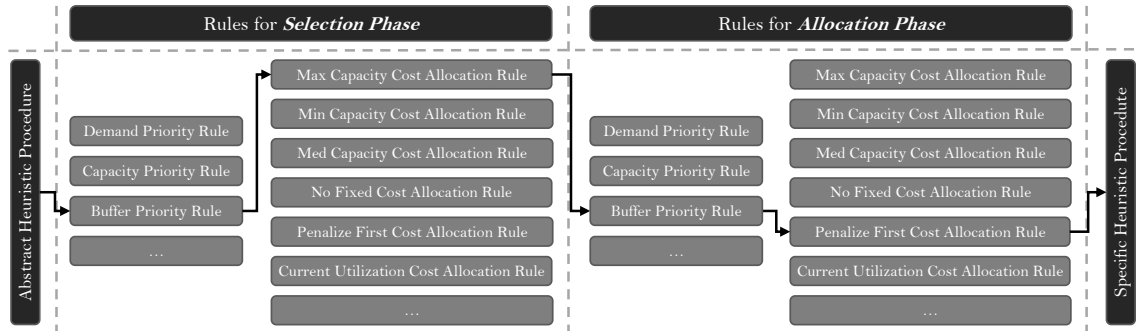 Rules for Selection Phase
Rules for Allocation Phase
Abstract Heuristic Procedure
Demand Priority Rule
Capacity Priority Rule
Buffer Priority Rule
...
Max Capacity Cost Allocation Rule
Min Capacity Cost Allocation Rule
Med Capacity Cost Allocation Rule
No Fixed Cost Allocation Rule
Penalize First Cost Allocation Rule
Current Utilization Cost Allocation Rule
...
Demand Priority Rule
Capacity Priority Rule
Buffer Priority Rule
...
Max Capacity Cost Allocation Rule
Min Capacity Cost Allocation Rule
Med Capacity Cost Allocation Rule
No Fixed Cost Allocation Rule
Penalize First Cost Allocation Rule
Current Utilization Cost Allocation Rule
...
Specific Heuristic Procedute